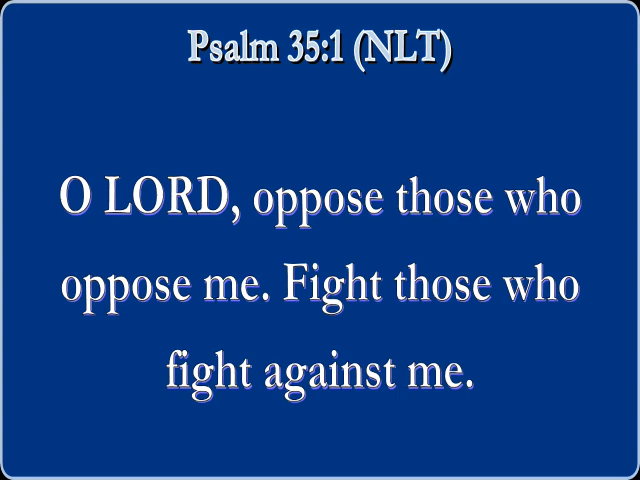 Psalm 35:1 (NLT)
O LORD, oppose those who
oppose me. Fight those who
fight against me.